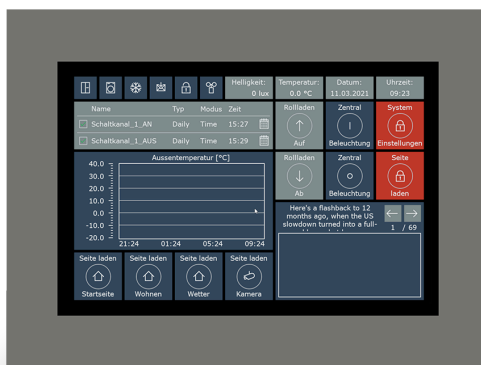 Helligkeit:
0 lux
Temperatur:
0.0 °C
Datum:
11.03.2021
Uhrzeit:
09:23
Name Typ Modus Zeit
Schaltkanal_1_AN Daily Time 15:27
Schaltkanal_1_AUS Daily Time 15:29
Rollladen
Auf
Zentral
Beleuchtung
System
Einstellungen
Rollladen
Ab
Zentral
Beleuchtung
Seite
laden
Aussentemperatur [°C]
40.0
30.0
20.0
10.0
0.0
-10.0
-20.0
21:24 01:24 05:24 09:24
Here's a flashback to 12
months ago, when the US
slowdown turned into a full-
1 / 69
Seite laden
Startseite
Seite laden
Wohnen
Seite laden
Wetter
Seite laden
Kamera